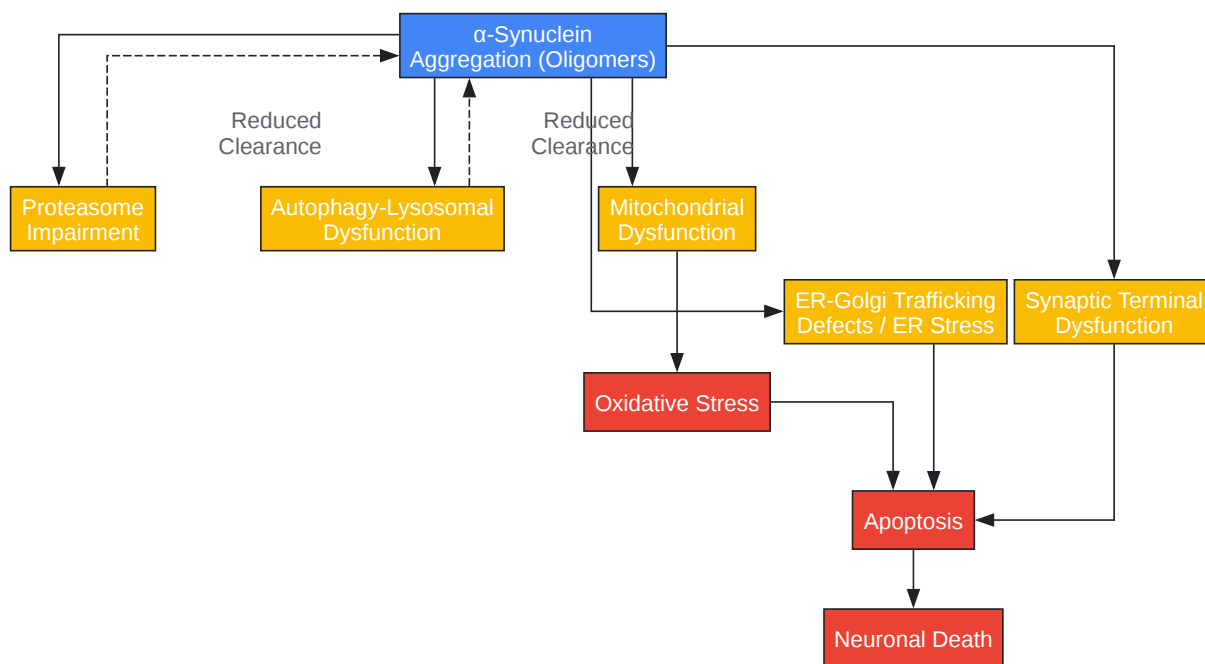 α-Synuclein
Aggregation (Oligomers)
Reduced
Clearance
Reduced
Clearance
Proteasome
Impairment
Autophagy-Lysosomal
Dysfunction
Mitochondrial
Dysfunction
ER-Golgi Trafficking
Defects / ER Stress
Synaptic Terminal
Dysfunction
Oxidative Stress
Apoptosis
Neuronal Death